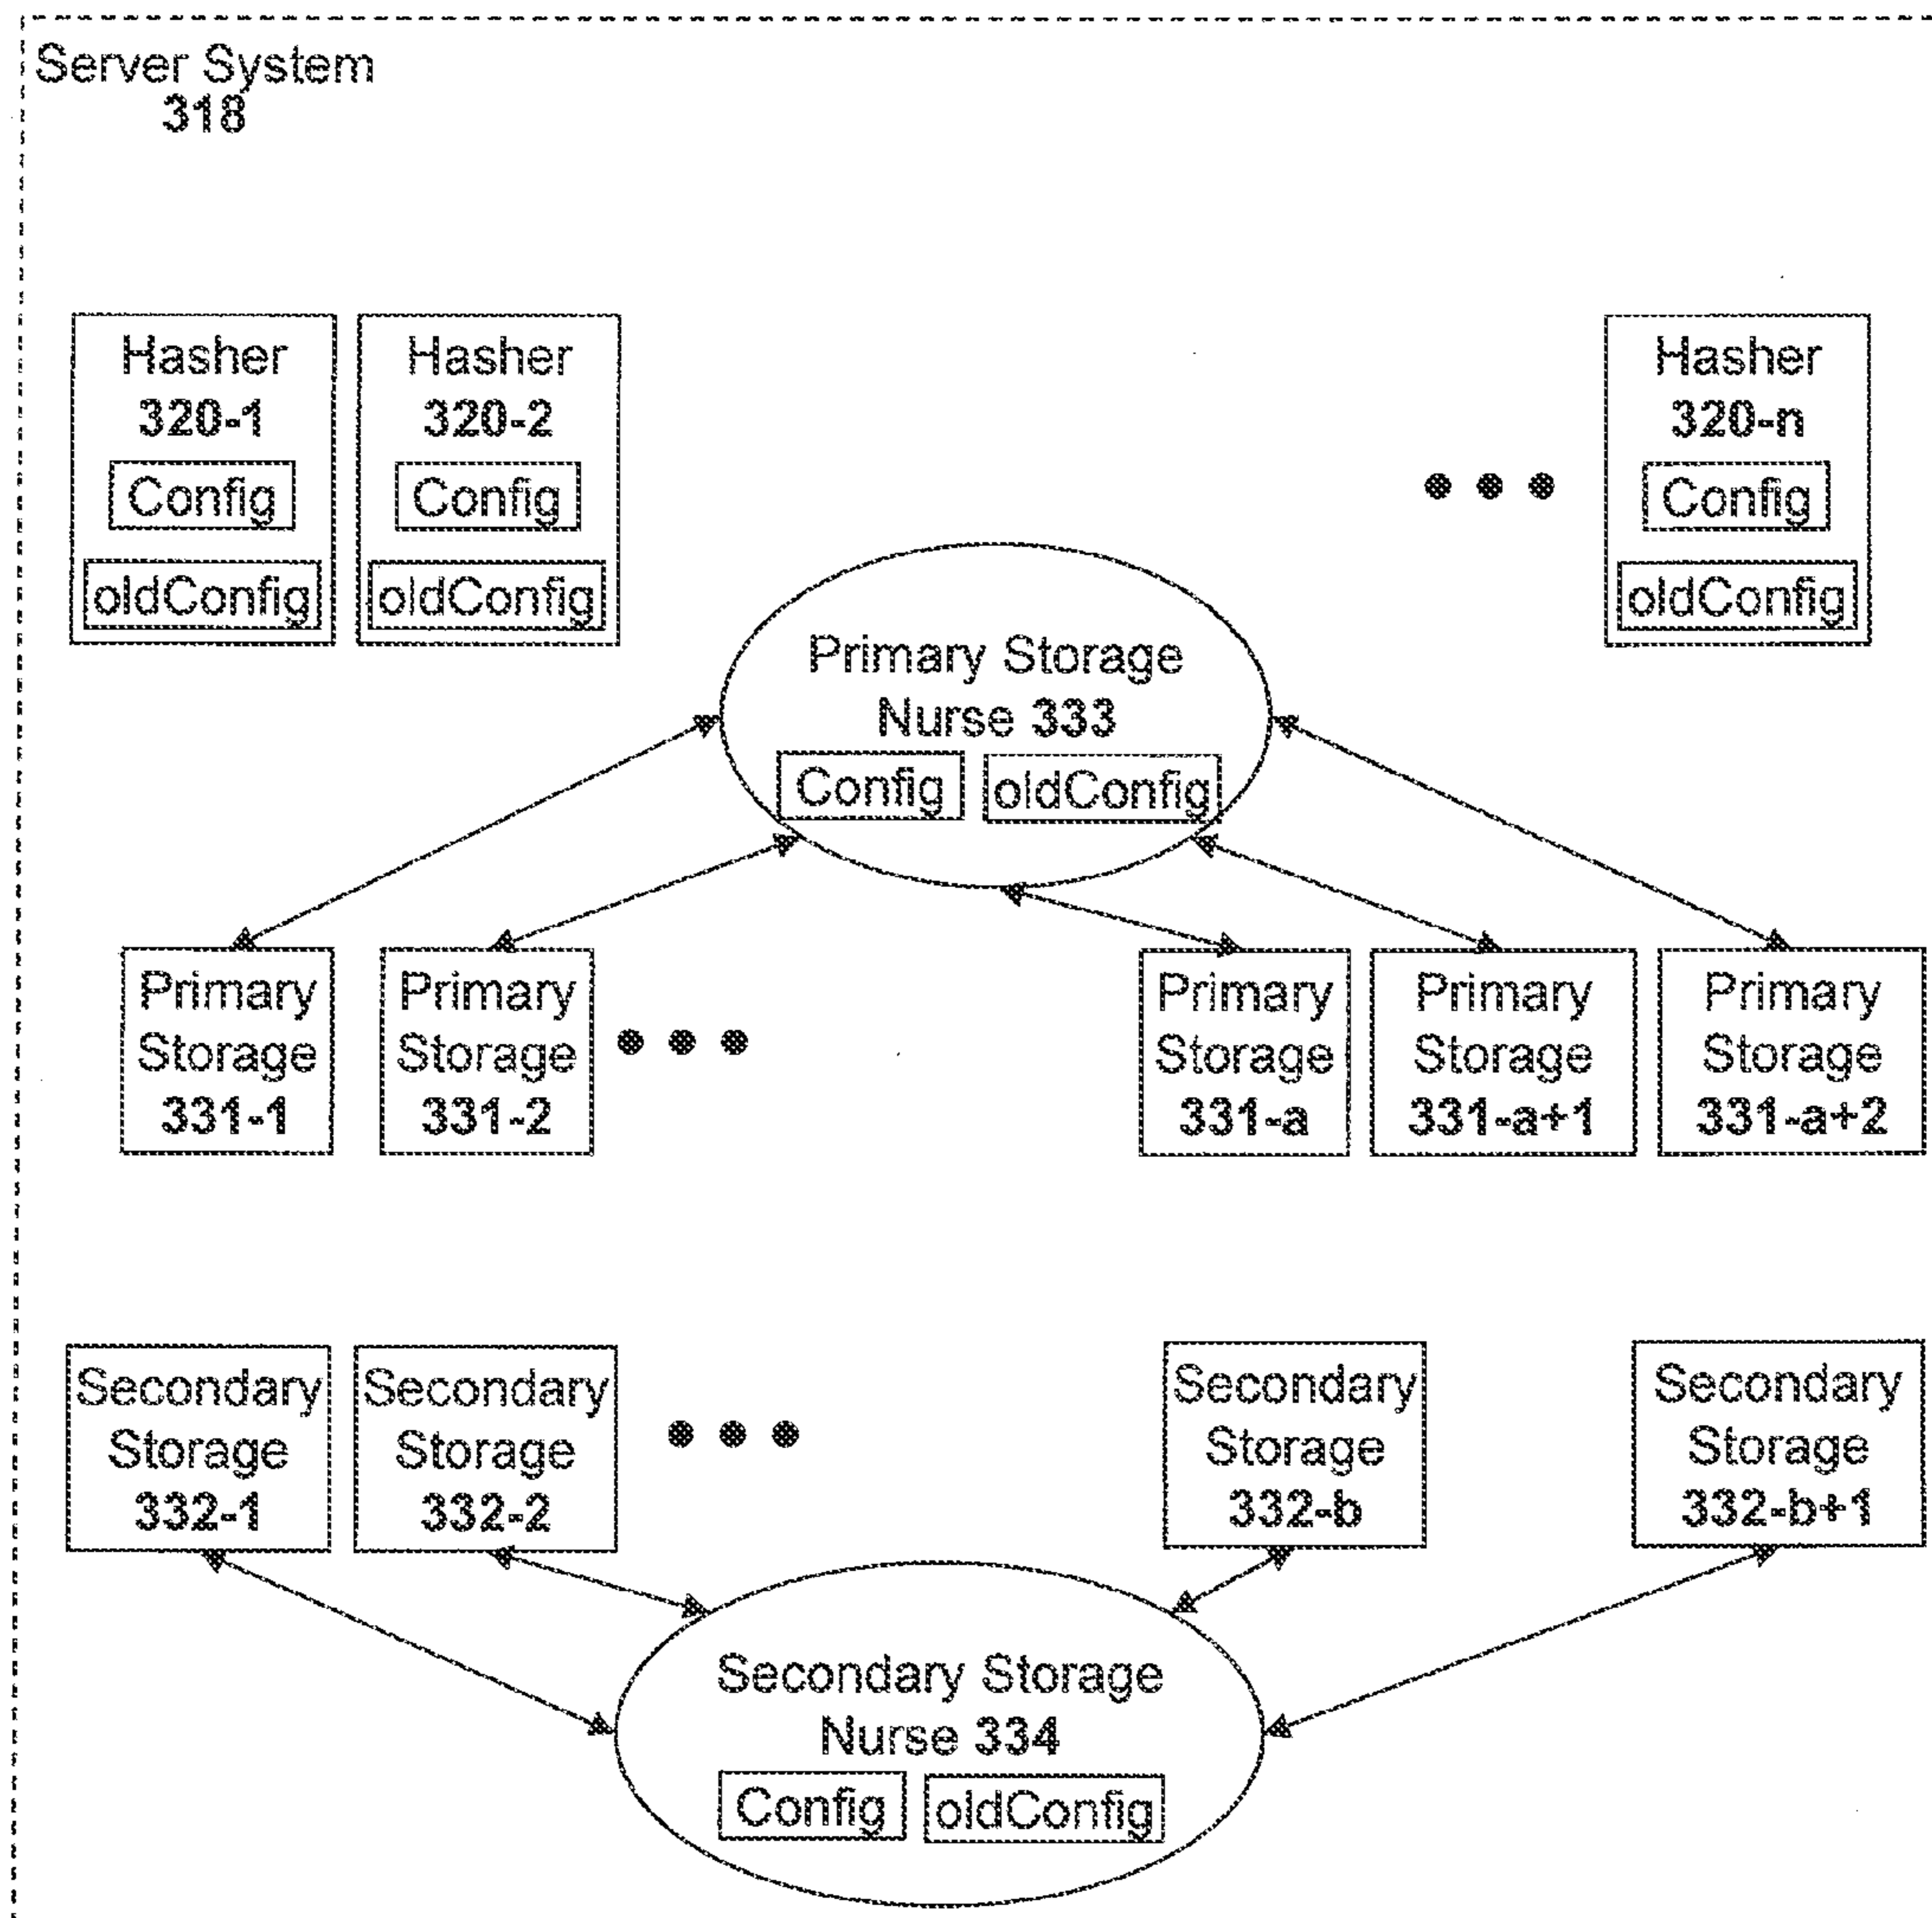 Server System
318
Hasher
320-1
Config
oldConfig
Hasher
320-2
Config
oldConfig
Hasher
320-n
Config
oldConfig
Primary Storage
Nurse 333
Config
oldConfig
Primary
Storage
331-1
Primary
Storage
331-2
Primary
Storage
331-a
Primary
Storage
331-a+1
Primary
Storage
331-a+2
Secondary
Storage
332-1
Secondary
Storage
332-2
Secondary
Storage
332-b
Secondary
Storage
332-b+1
Secondary Storage
Nurse 334
Config
oldConfig